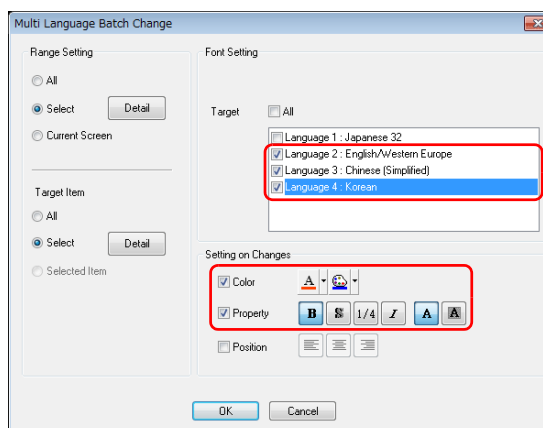 Multi Language Batch Change
Range Setting
All
Select
Detail
Current Screen
Target Item
All
Select
Detail
Selected Item
Font Setting
Target
All
Language 1 : Japanese 32
Language 2 : English/Western Europe
Language 3 : Chinese (Simplified)
Language 4 : Korean
Setting on Changes
Color
A
Property
B S 1/4 I A A
Position
OK
Cancel